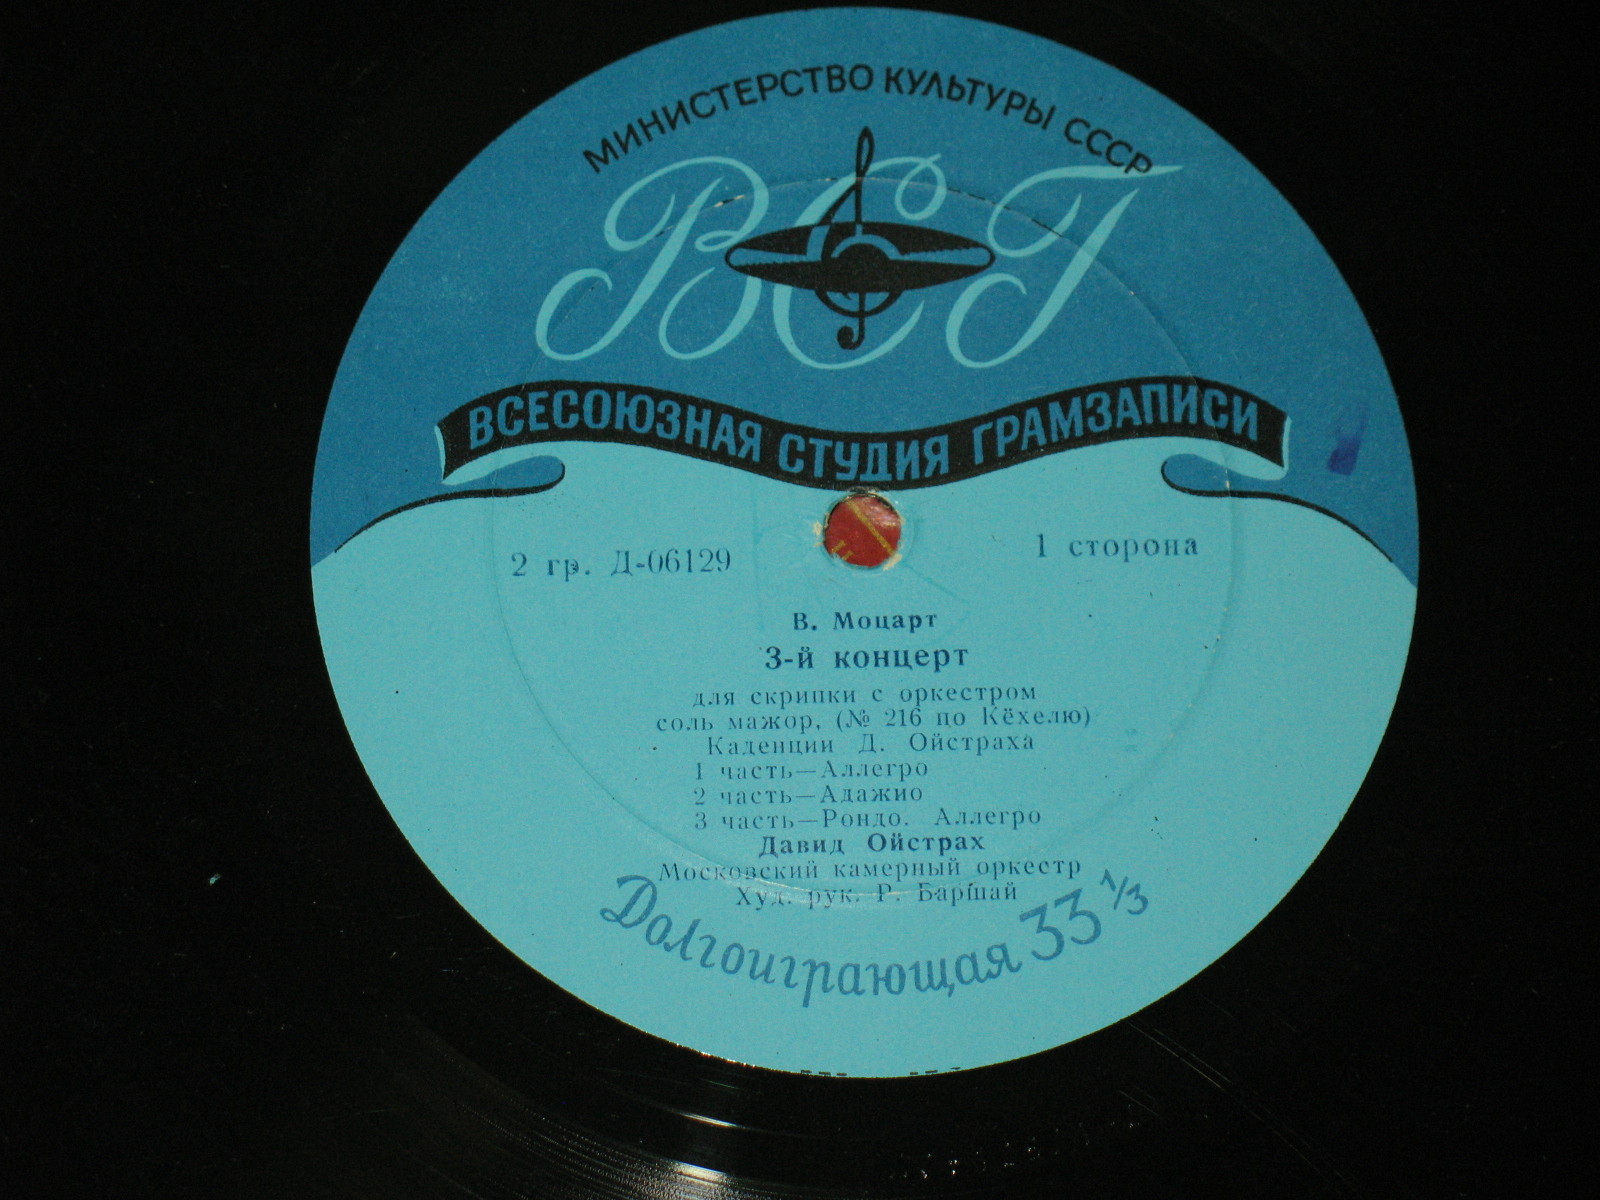 МИНИСТЕРСТВО КУЛЬТУРЫ СССР
ВСГ
ВСЕСОЮЗНАЯ СТУДИЯ ГРАМЗАПИСИ
2 гр. Д-06129
1 сторона
В. Моцарт
3-й концерт
для скрипки с оркестром
соль мажор, (№ 216 по Кёхелю)
Каденции Д. Ойстраха
1 часть—Аллегро
2 часть—Адажио
3 часть—Рондо. Аллегро
Давид Ойстрах
Московский камерный оркестр
Худ. рук. Р. Баршай
Долгоиграющая 33 1/3